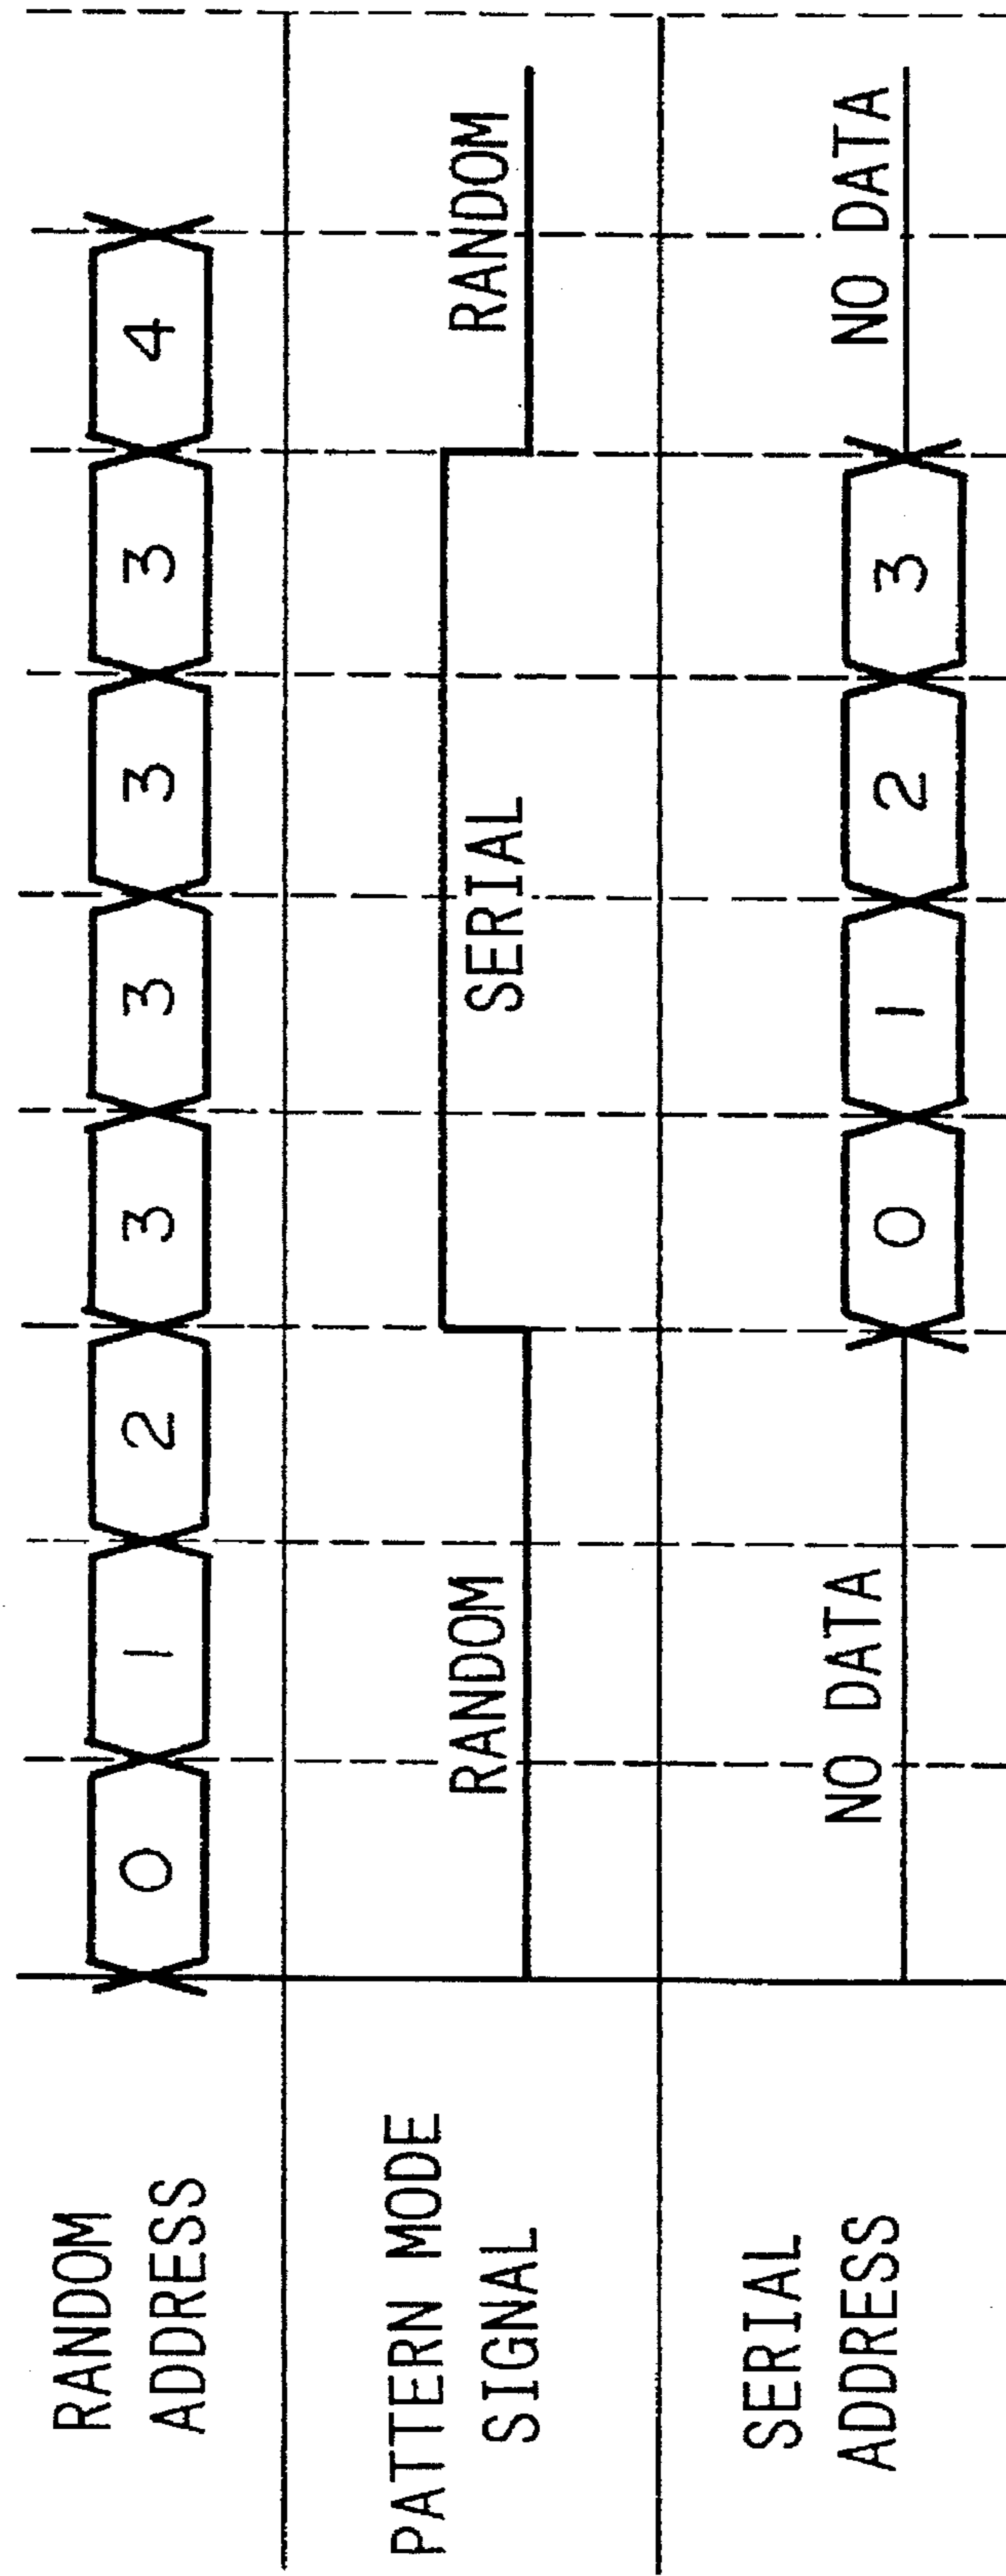 RANDOM
ADDRESS
0 1 2 3 3 3 3 4
PATTERN MODE
SIGNAL
RANDOM SERIAL RANDOM
SERIAL
ADDRESS
NO DATA 0 1 2 3 NO DATA